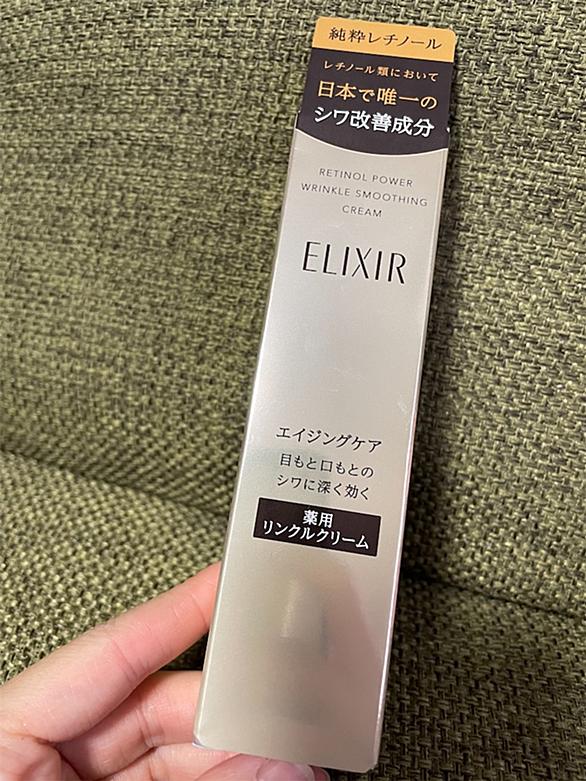 純粋レチノール
レチノール類において
日本で唯一の
シワ改善成分
RETINOL POWER
WRINKLE SMOOTHING
CREAM
ELIXIR
エイジングケア
目もと口もとの
シワに深く効く
薬用
リンクルクリーム